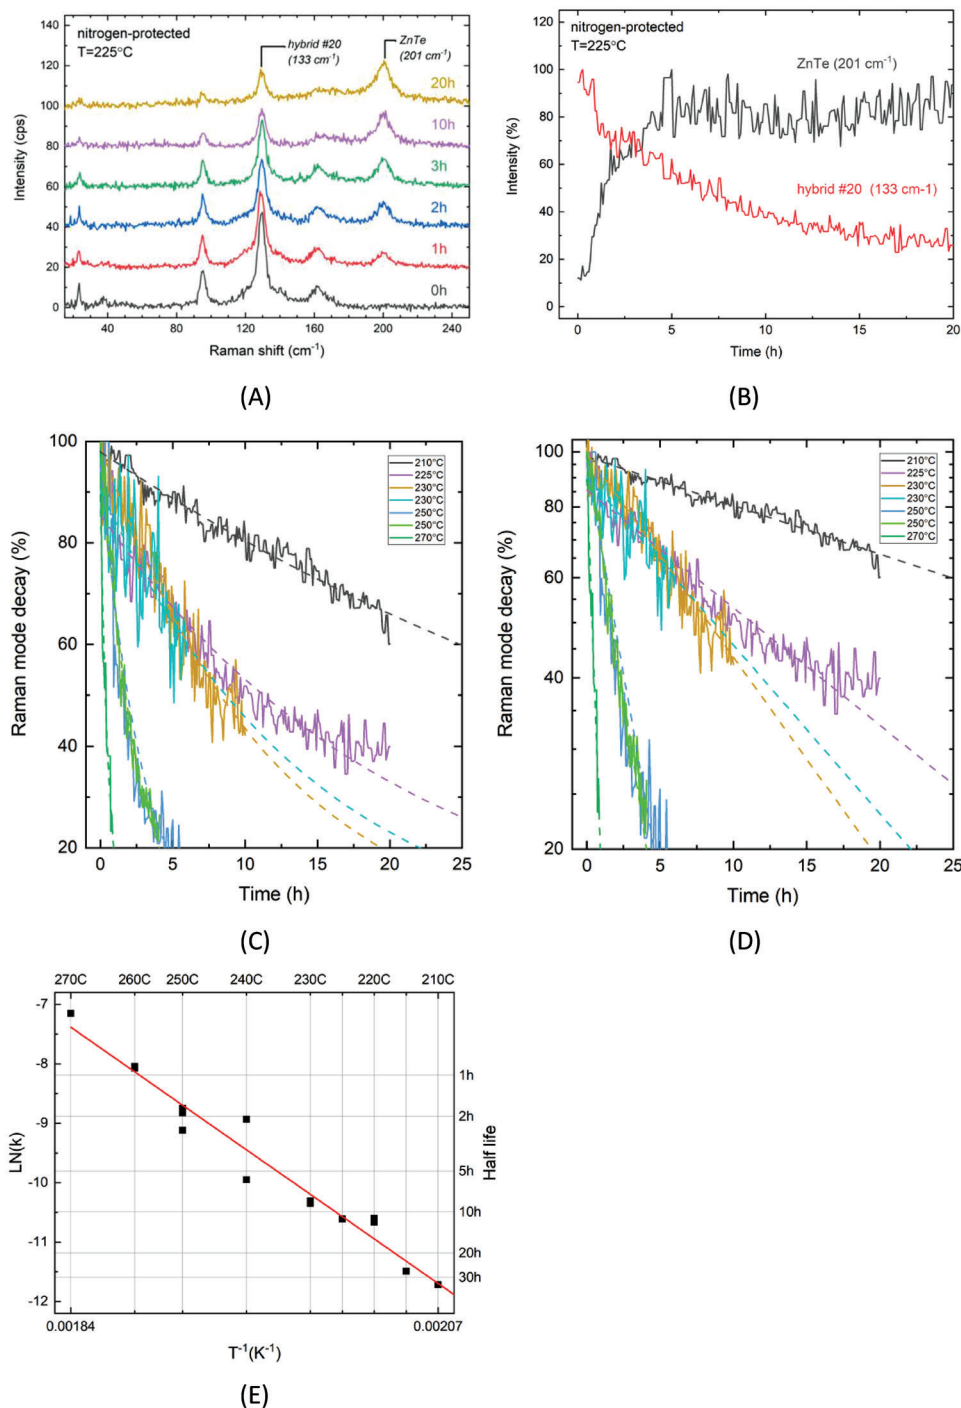 nitrogen-protected
T=225°C
hybrid #20
(133 cm-1)
ZnTe
(201 cm-1)
20h
10h
3h
2h
1h
0h
140
120
100
80
60
40
20
0
Intensity (cps)
40
80
120
160
200
240
Raman shift (cm-1)
(A)
nitrogen-protected
T=225°C
ZnTe (201 cm-1)
hybrid #20 (133 cm-1)
120
100
80
60
40
20
0
Intensity (%)
0
5
10
15
20
Time (h)
(B)
100
80
60
40
20
Raman mode decay (%)
210°C
225°C
230°C
230°C
250°C
250°C
270°C
0
5
10
15
20
25
Time (h)
(C)
100
80
60
40
20
Raman mode decay (%)
210°C
225°C
230°C
230°C
250°C
250°C
270°C
0
5
10
15
20
25
Time (h)
(D)
270C
260C
250C
240C
230C
220C
210C
-7
-8
-9
-10
-11
-12
LN(k)
1h
2h
5h
10h
20h
30h
Half life
0.00184
0.00207
T-1(K-1)
(E)